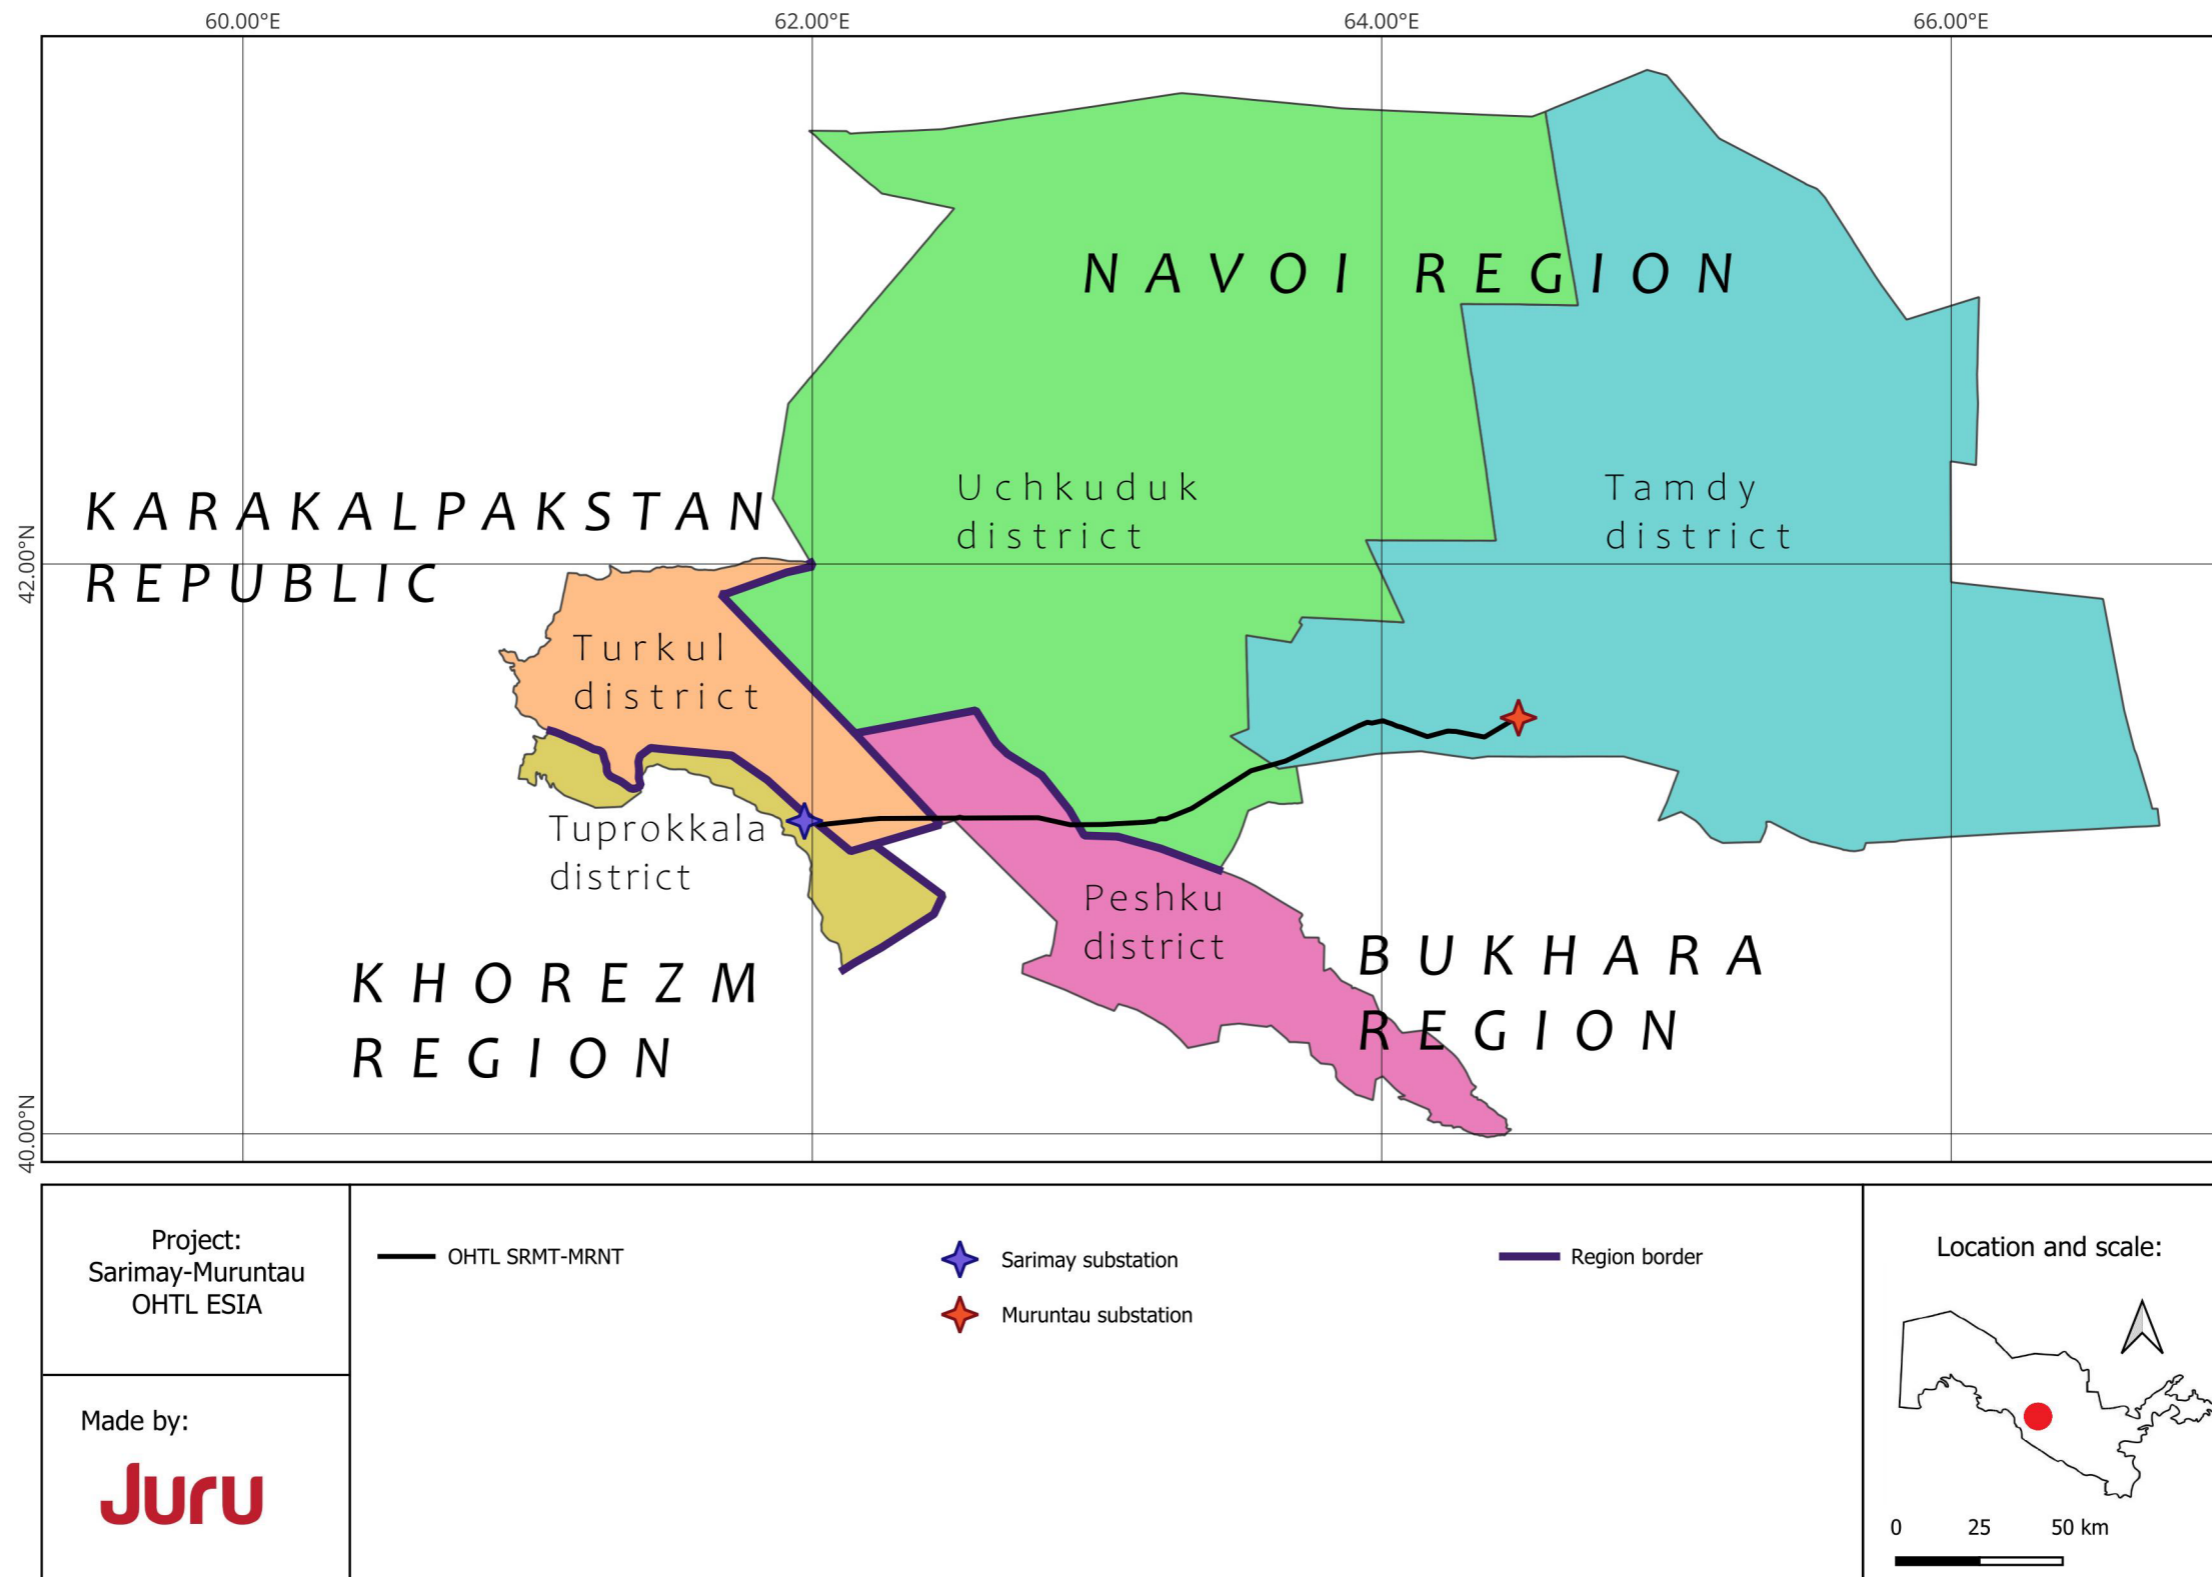 60.00°E
62.00°E
64.00°E
66.00°E
NAVOI REGION
KARAKALPAKSTAN
REPUBLIC
Uchkuduk
district
Tamdy
district
42.00°N
Turkul
district
Tuprokkala
district
Peshku
district
BUKHARA
REGION
KHOREZM
REGION
40.00°N
Project:
Sarimay-Muruntau
OHTL ESIA
Made by:
Juru
OHTL SRMT-MRNT
Sarimay substation
Muruntau substation
Region border
Location and scale:
0 25 50 km